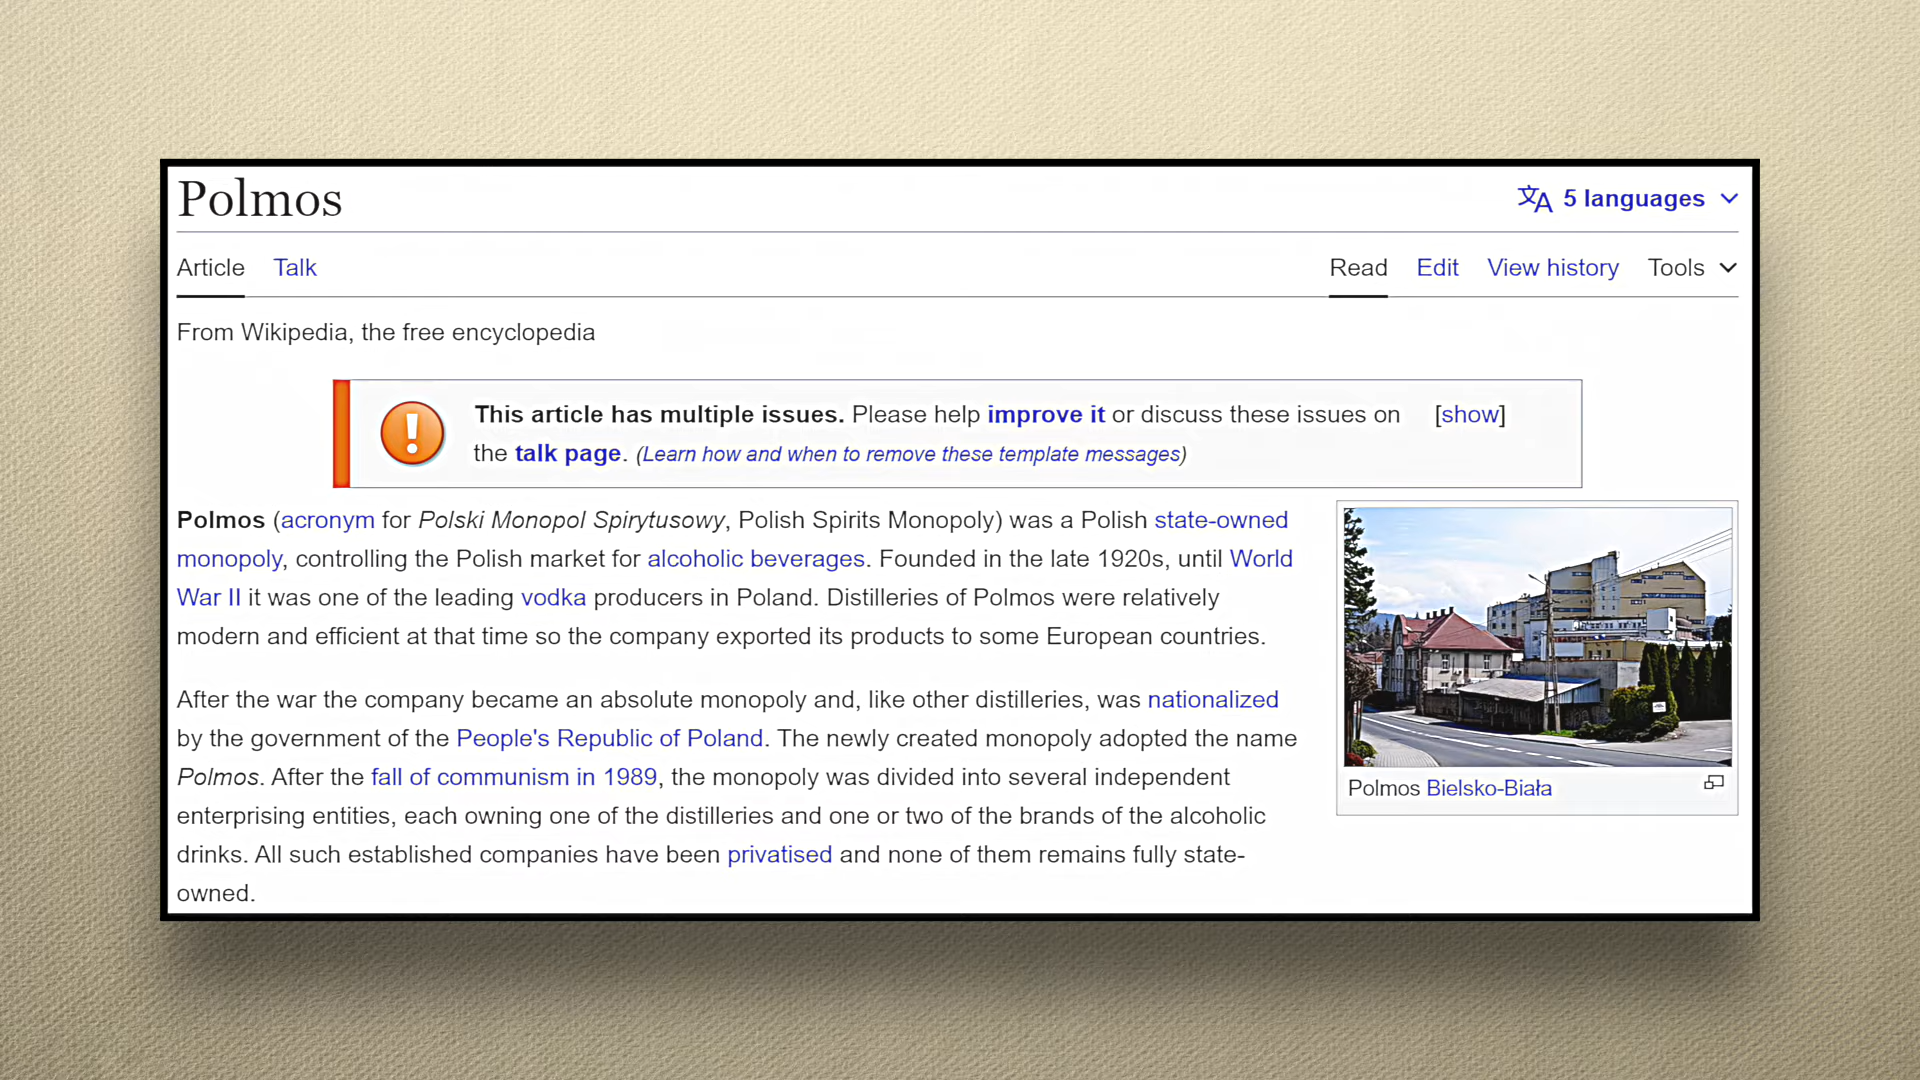 Polmos
5 languages
Article Talk Read Edit View history Tools
From Wikipedia, the free encyclopedia
This article has multiple issues. Please help improve it or discuss these issues on [show]
the talk page. (Learn how and when to remove these template messages)
Polmos (acronym for Polski Monopol Spirytusowy, Polish Spirits Monopoly) was a Polish state-owned
monopoly, controlling the Polish market for alcoholic beverages. Founded in the late 1920s, until World
War II it was one of the leading vodka producers in Poland. Distilleries of Polmos were relatively
modern and efficient at that time so the company exported its products to some European countries.
After the war the company became an absolute monopoly and, like other distilleries, was nationalized
by the government of the People's Republic of Poland. The newly created monopoly adopted the name
Polmos. After the fall of communism in 1989, the monopoly was divided into several independent
enterprising entities, each owning one of the distilleries and one or two of the brands of the alcoholic
drinks. All such established companies have been privatised and none of them remains fully state-
owned.
Polmos Bielsko-Biała